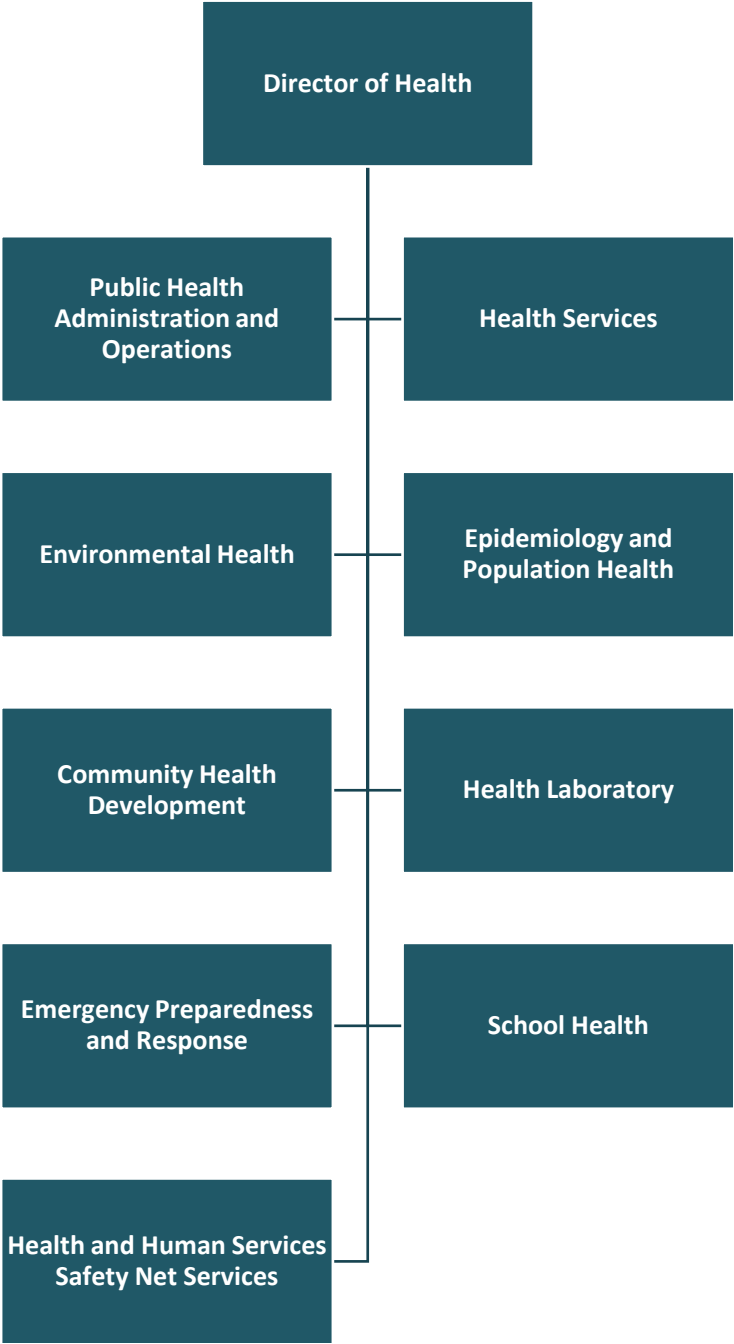 Director of Health
Public Health
Administration and
Operations
Health Services
Environmental Health
Epidemiology and
Population Health
Community Health
Development
Health Laboratory
Emergency Preparedness
and Response
School Health
Health and Human Services
Safety Net Services